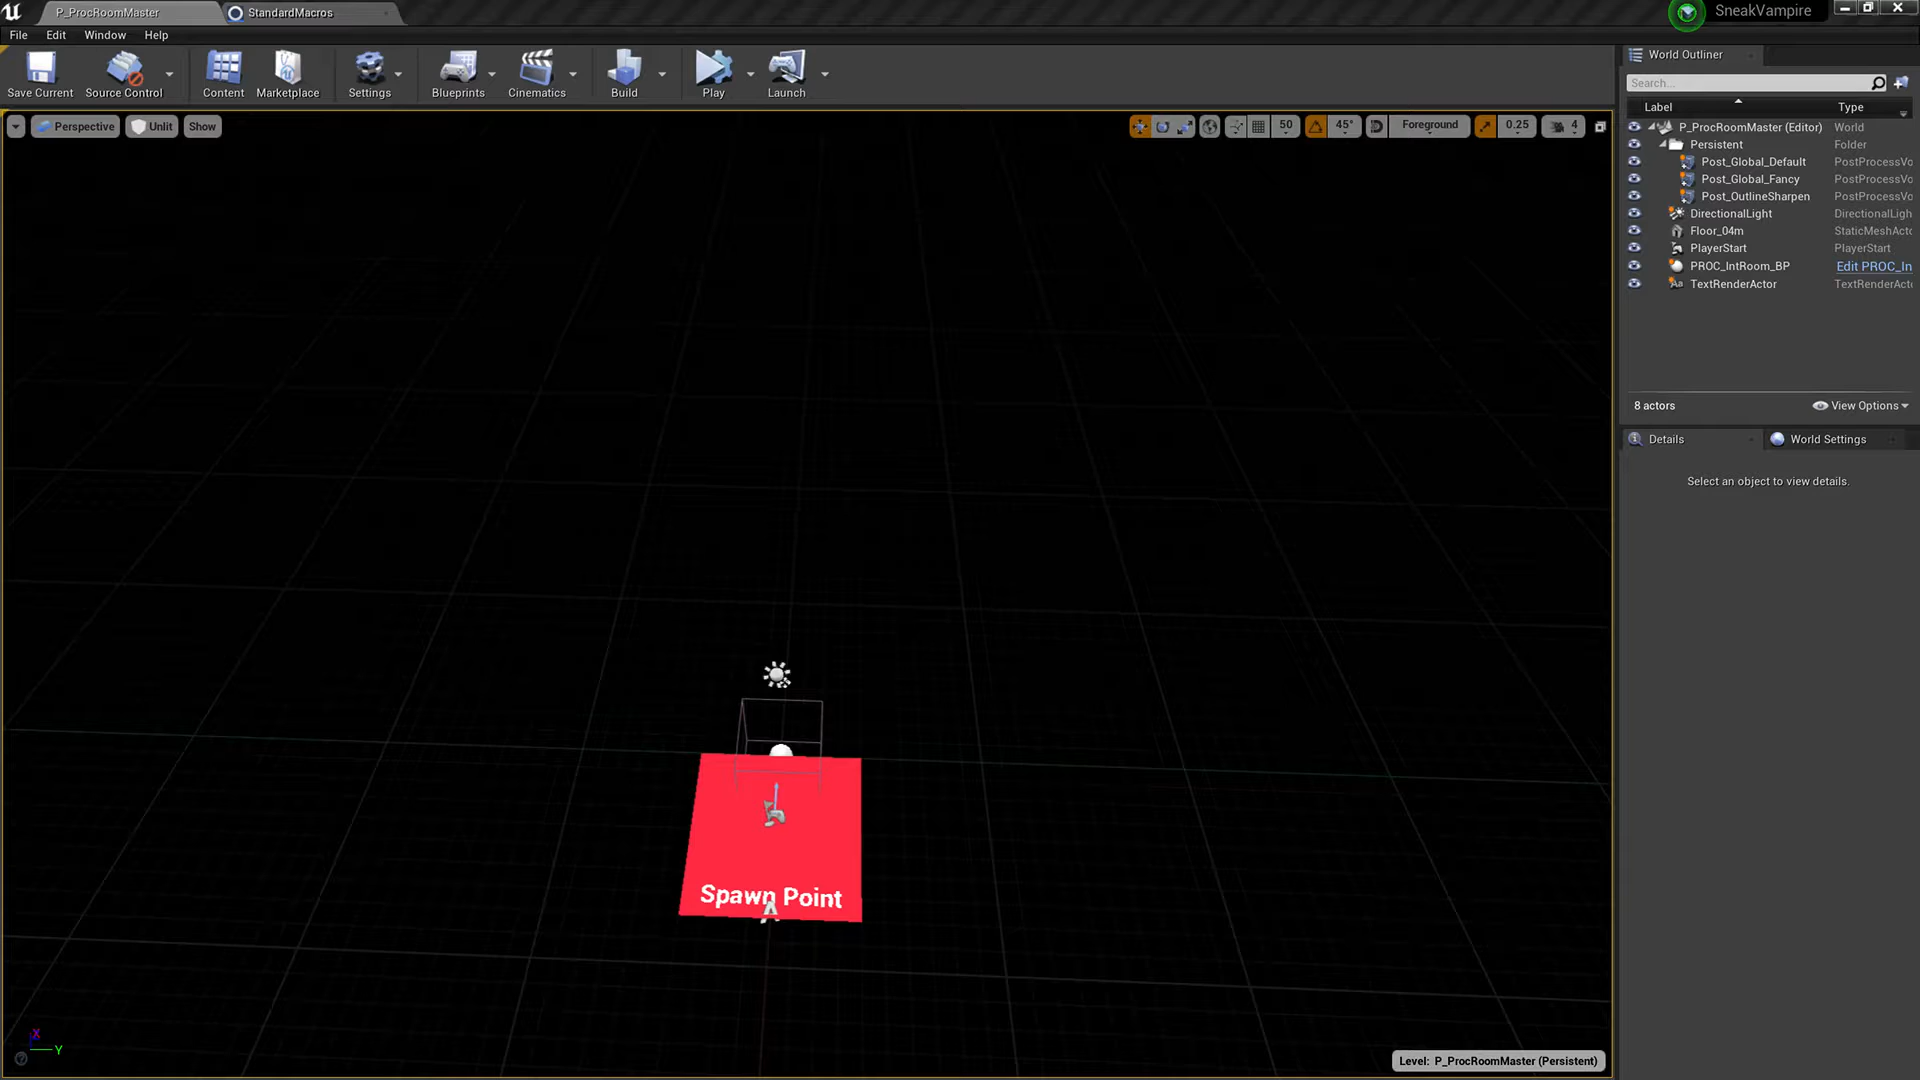 P_ProcRoomMaster
StandardMacros
SneakVampire
File Edit Window Help
Save Current
Source Control
Content
Marketplace
Settings
Blueprints
Cinematics
Build
Play
Launch
Perspective
Unlit
Show
50
45°
Foreground
0.25
4
Spawn Point
X
Y
Level: P_ProcRoomMaster (Persistent)
World Outliner
Search...
Label Type
P_ProcRoomMaster (Editor) World
Persistent Folder
Post_Global_Default PostProcessVo
Post_Global_Fancy PostProcessVo
Post_OutlineSharpen PostProcessVo
DirectionalLight DirectionalLigh
Floor_04m StaticMeshActo
PlayerStart PlayerStart
PROC_IntRoom_BP Edit PROC_In
TextRenderActor TextRenderActo
8 actors
View Options
Details
World Settings
Select an object to view details.